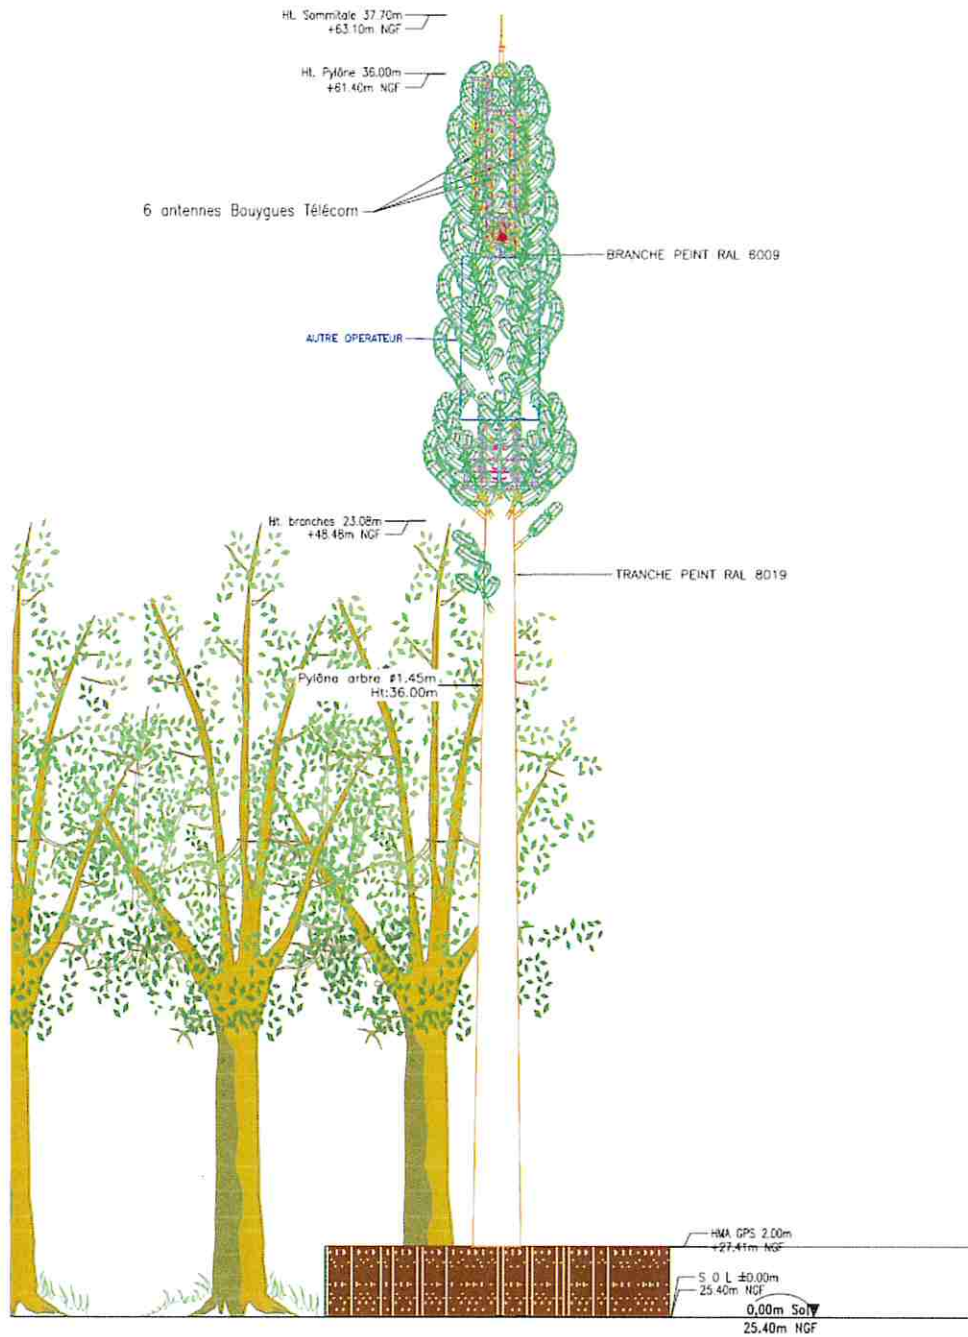 Ht. Sommitale 37.70m
+63.10m NGF
Ht. Pylône 36.00m
+61.40m NGF
6 antennes Bouygues Télécom
BRANCHE PEINT RAL 6009
AUTRE OPERATEUR
Ht. branches 23.08m
+48.48m NGF
TRANCHE PEINT RAL 8019
Pylône arbre ø1.45m
Ht:36.00m
HMA GPS 2.00m
+27.41m NGF
S O L ±0.00m
25.40m NGF
0,00m Sol
25.40m NGF